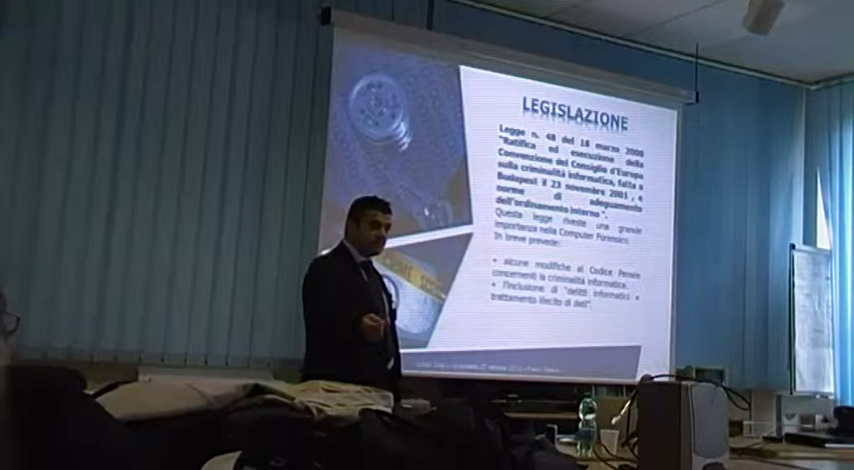 LEGISLAZIONE
Legge n. 48 del 18 marzo 2008
"Ratifica ed esecuzione della
Convenzione del Consiglio d'Europa
sulla criminalità informatica, fatta a
Budapest il 23 novembre 2001, e
norme di adeguamento
dell'ordinamento interno".
Questa legge riveste una grande
importanza nella Computer Forensics.
In breve prevede:
• alcune modifiche al Codice Penale
concernenti la criminalità informatica.
• l'inclusione di "delitti informatici e
trattamento illecito di dati".
CRIME SCENE